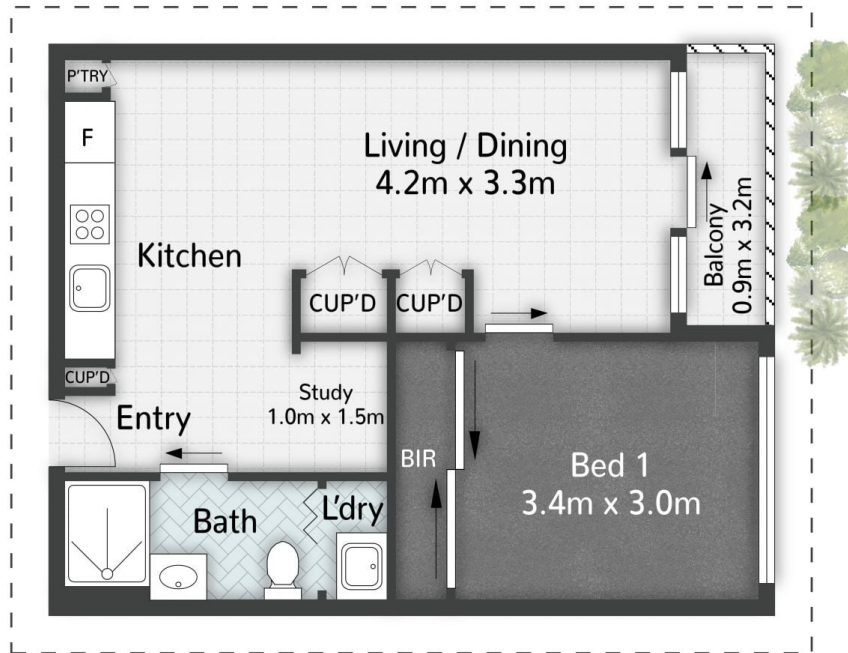 P'TRY
F
Living / Dining
4.2m x 3.3m
Balcony
0.9m x 3.2m
Kitchen
CUP'D
CUP'D
CUP'D
Study
1.0m x 1.5m
Entry
BIR
Bed 1
3.4m x 3.0m
Bath
L'dry